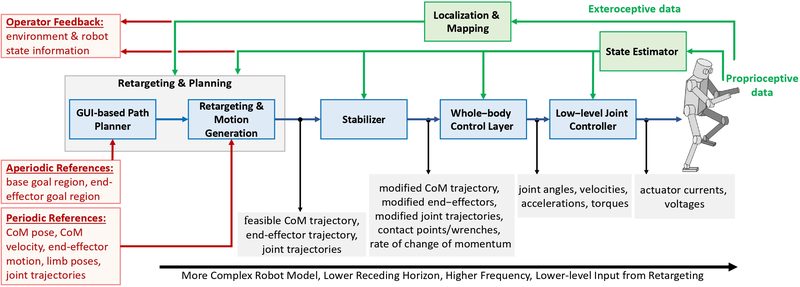 Operator Feedback:
environment & robot
state information
Localization &
Mapping
Exteroceptive data
State Estimator
Proprioceptive
data
Retargeting & Planning
GUI-based Path
Planner
Retargeting &
Motion
Generation
Stabilizer
Whole-body
Control Layer
Low-level Joint
Controller
Aperiodic References:
base goal region, end-
effector goal region
Periodic References:
CoM pose, CoM
velocity, end-effector
motion, limb poses,
joint trajectories
feasible CoM trajectory,
end-effector trajectory,
joint trajectories
modified CoM trajectory,
modified end-effectors,
modified joint trajectories,
contact points/wrenches,
rate of change of momentum
joint angles, velocities,
accelerations, torques
actuator currents,
voltages
More Complex Robot Model, Lower Receding Horizon, Higher Frequency, Lower-level Input from Retargeting